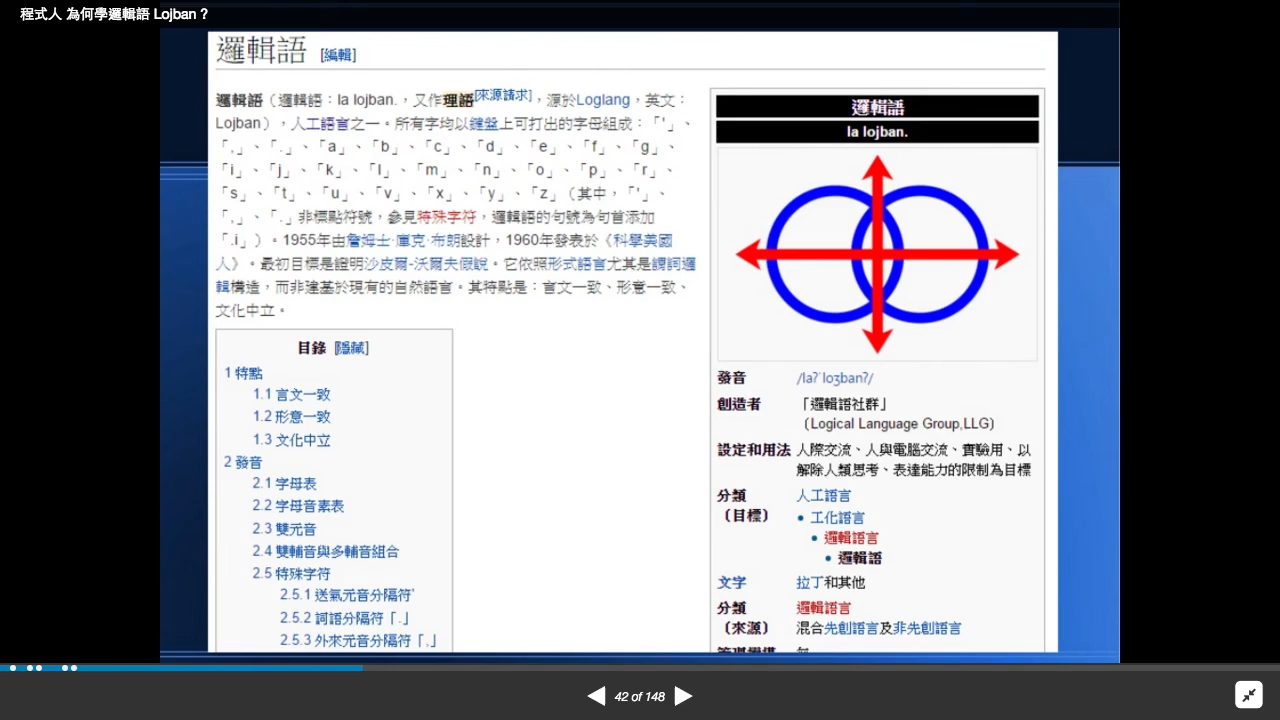 程式人 為何學邏輯語 Lojban ?
邏輯語 [編輯]
邏輯語（邏輯語：la lojban.，又作理語[來源請求]，源於Loglang，英文：
Lojban），人工語言之一。所有字均以鍵盤上可打出的字母組成：「'」、
「,」、「.」、「a」、「b」、「c」、「d」、「e」、「f」、「g」、
「i」、「j」、「k」、「l」、「m」、「n」、「o」、「p」、「r」、
「s」、「t」、「u」、「v」、「x」、「y」、「z」（其中，「'」、
「,」、「.」非標點符號，參見特殊字符，邏輯語的句號為句首添加
「.i」）。1955年由詹姆士·庫克·布朗設計，1960年發表於《科學美國
人》。最初目標是證明沙皮爾-沃爾夫假說。它依照形式語言尤其是謂詞邏
輯構造，而非建基於現有的自然語言。其特點是：言文一致、形意一致、
文化中立。
目錄 [隱藏]
1 特點
1.1 言文一致
1.2 形意一致
1.3 文化中立
2 發音
2.1 字母表
2.2 字母音素表
2.3 雙元音
2.4 雙輔音與多輔音組合
2.5 特殊字符
2.5.1 送氣元音分隔符'
2.5.2 詞語分隔符「.」
2.5.3 外來元音分隔符「,」
邏輯語
la lojban.
發音 /laʔˈloʒbanʔ/
創造者 「邏輯語社群」
（Logical Language Group,LLG）
設定和用法 人際交流、人與電腦交流、實驗用、以
解除人類思考、表達能力的限制為目標
分類 人工語言
（目標） • 工化語言
• 邏輯語言
• 邏輯語
文字 拉丁和其他
分類 邏輯語言
（來源） 混合先創語言及非先創語言
42 of 148